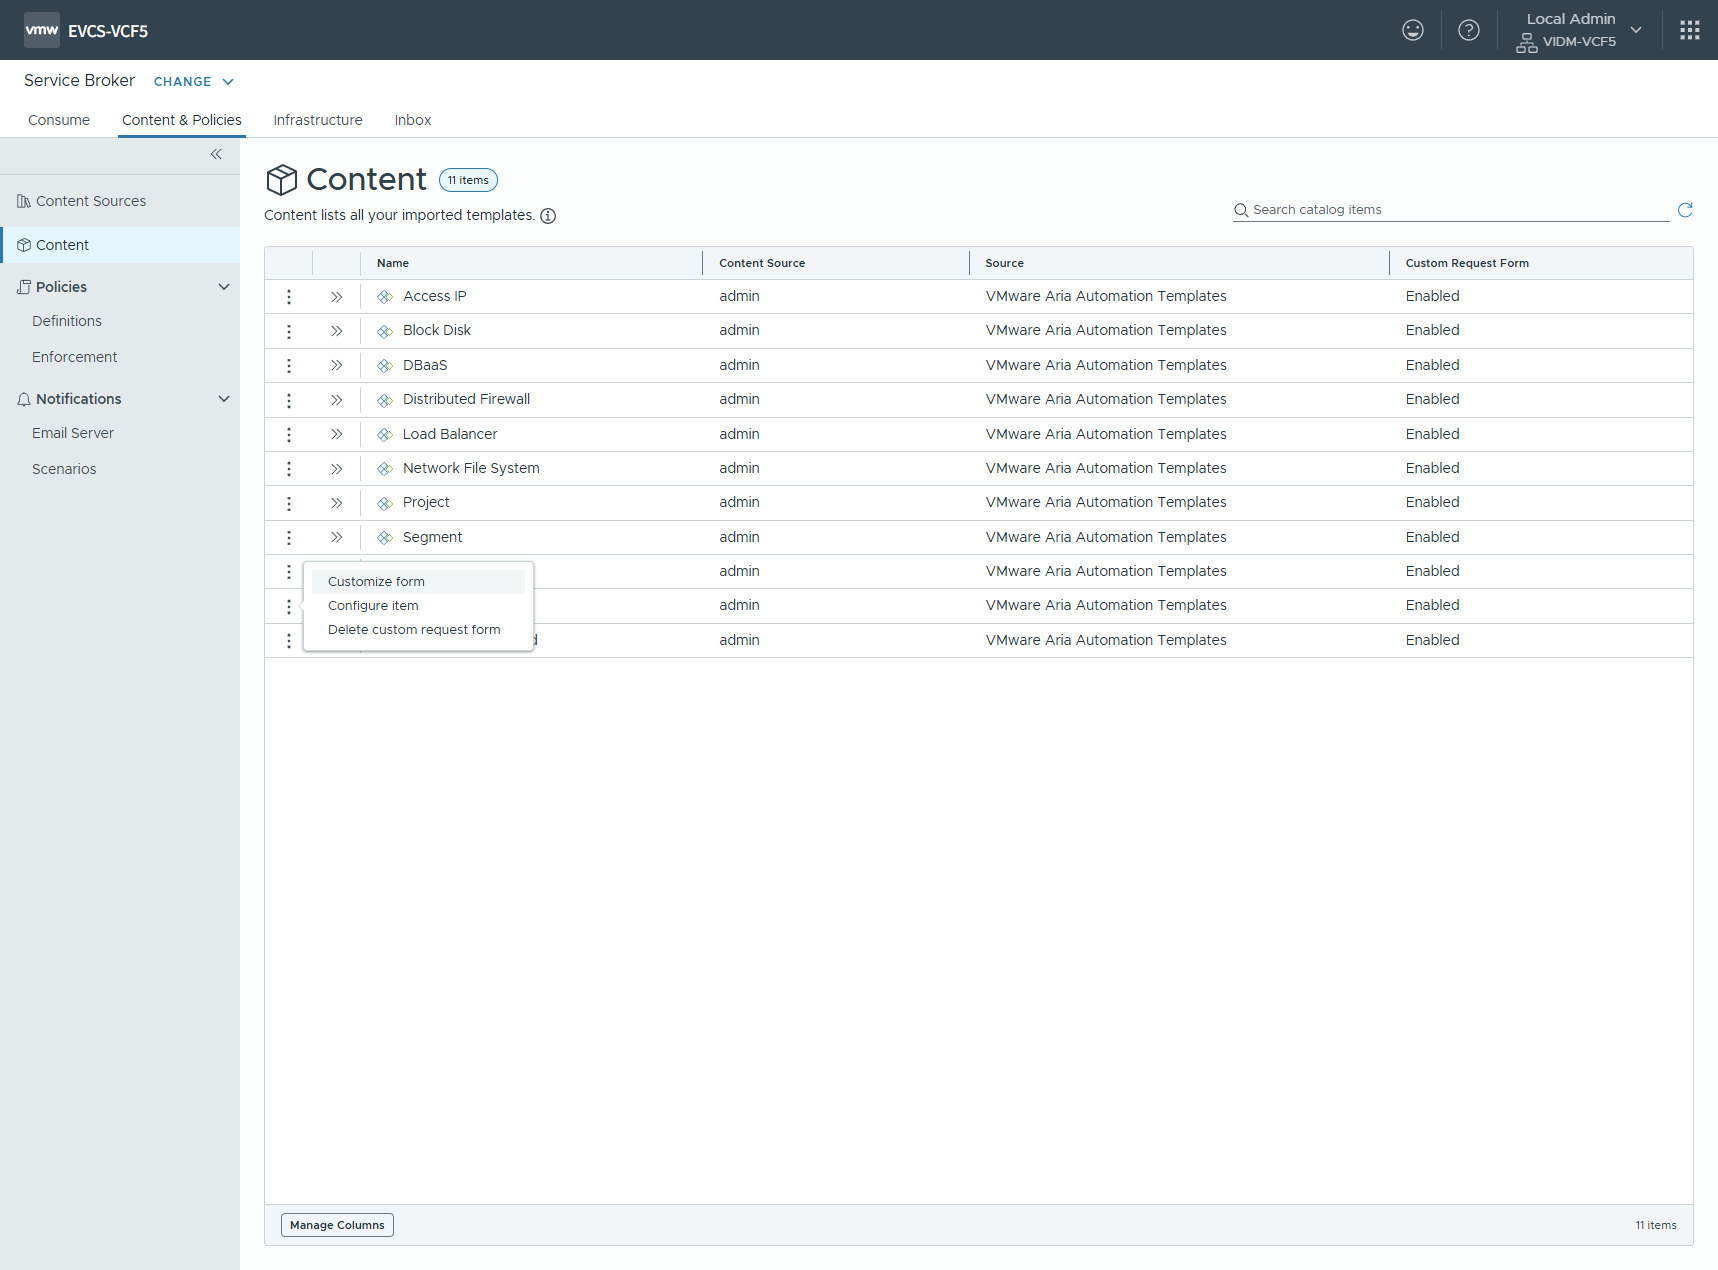 vmw EVCS-VCF5
Local Admin
VIDM-VCF5
Service Broker CHANGE
Consume Content & Policies Infrastructure Inbox
Content Sources
Content
Policies
Definitions
Enforcement
Notifications
Email Server
Scenarios
Content 11 items
Content lists all your imported templates.
Search catalog items
Name Content Source Source Custom Request Form
Access IP admin VMware Aria Automation Templates Enabled
Block Disk admin VMware Aria Automation Templates Enabled
DBaaS admin VMware Aria Automation Templates Enabled
Distributed Firewall admin VMware Aria Automation Templates Enabled
Load Balancer admin VMware Aria Automation Templates Enabled
Network File System admin VMware Aria Automation Templates Enabled
Project admin VMware Aria Automation Templates Enabled
Segment admin VMware Aria Automation Templates Enabled
admin VMware Aria Automation Templates Enabled
admin VMware Aria Automation Templates Enabled
admin VMware Aria Automation Templates Enabled
Customize form
Configure item
Delete custom request form
Manage Columns 11 items